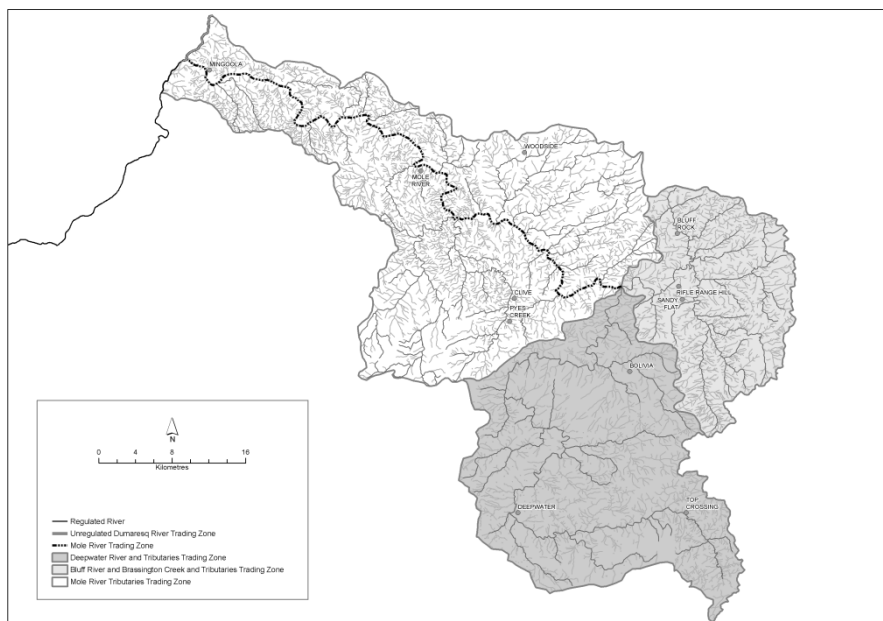 MINGOOLA
WOODSIDE
MOLE
RIVER
BLUFF
ROCK
CLIVE
RIFLE RANGE HILL
SANDY
FLAT
PYES
CREEK
BOLIVIA
DEEPWATER
TOP
CROSSING
N
0 4 8 16
Kilometres
Regulated River
Unregulated Dumaresq River Trading Zone
Mole River Trading Zone
Deepwater River and Tributaries Trading Zone
Bluff River and Brassington Creek and Tributaries Trading Zone
Mole River Tributaries Trading Zone